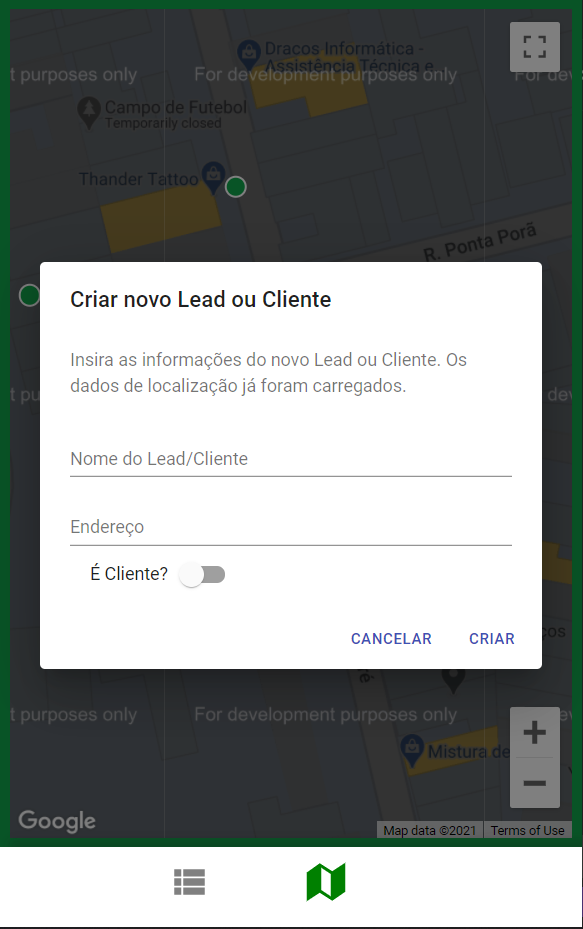 Dracos Informática -
Assistência Técnica e
t purposes only
For development purposes only
For dev
Campo de Futebol
Temporarily closed
Thander Tattoo
R. Ponta Porã
Criar novo Lead ou Cliente
Insira as informações do novo Lead ou Cliente. Os
dados de localização já foram carregados.
Nome do Lead/Cliente
Endereço
É Cliente?
CANCELAR
CRIAR
t purposes only
For development purposes only
Mistura de
Google
Map data ©2021
Terms of Use